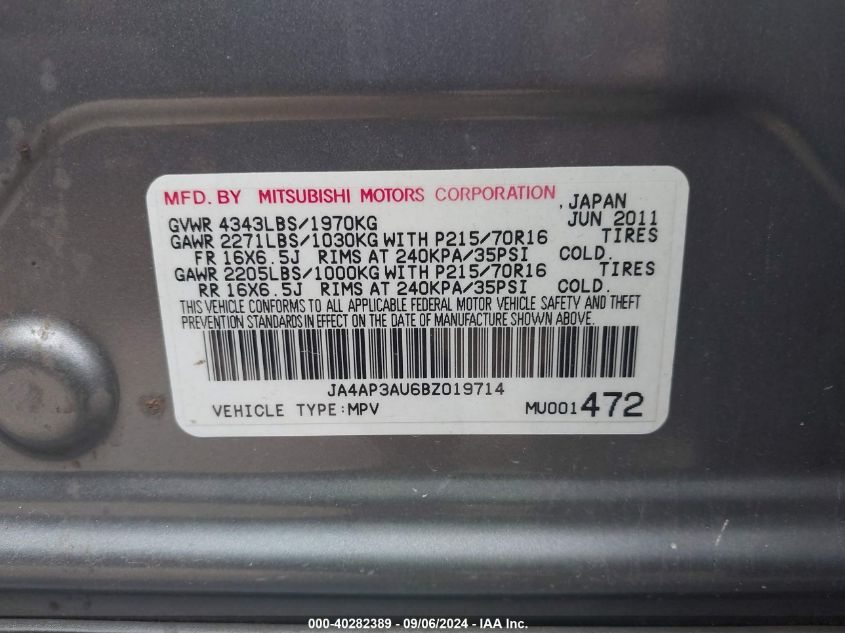 MFD. BY MITSUBISHI MOTORS CORPORATION, JAPAN
GVWR 4343LBS/1970KG JUN 2011
GAWR 2271LBS/1030KG WITH P215/70R16 TIRES
FR 16X6.5J RIMS AT 240KPA/35PSI COLD.
GAWR 2205LBS/1000KG WITH P215/70R16 TIRES
RR 16X6.5J RIMS AT 240KPA/35PSI COLD.
THIS VEHICLE CONFORMS TO ALL APPLICABLE FEDERAL MOTOR VEHICLE SAFETY AND THEFT
PREVENTION STANDARDS IN EFFECT ON THE DATE OF MANUFACTURE SHOWN ABOVE.
JA4AP3AU6BZ019714
VEHICLE TYPE:MPV MU001472
000-40282389 - 09/06/2024 - IAA Inc.